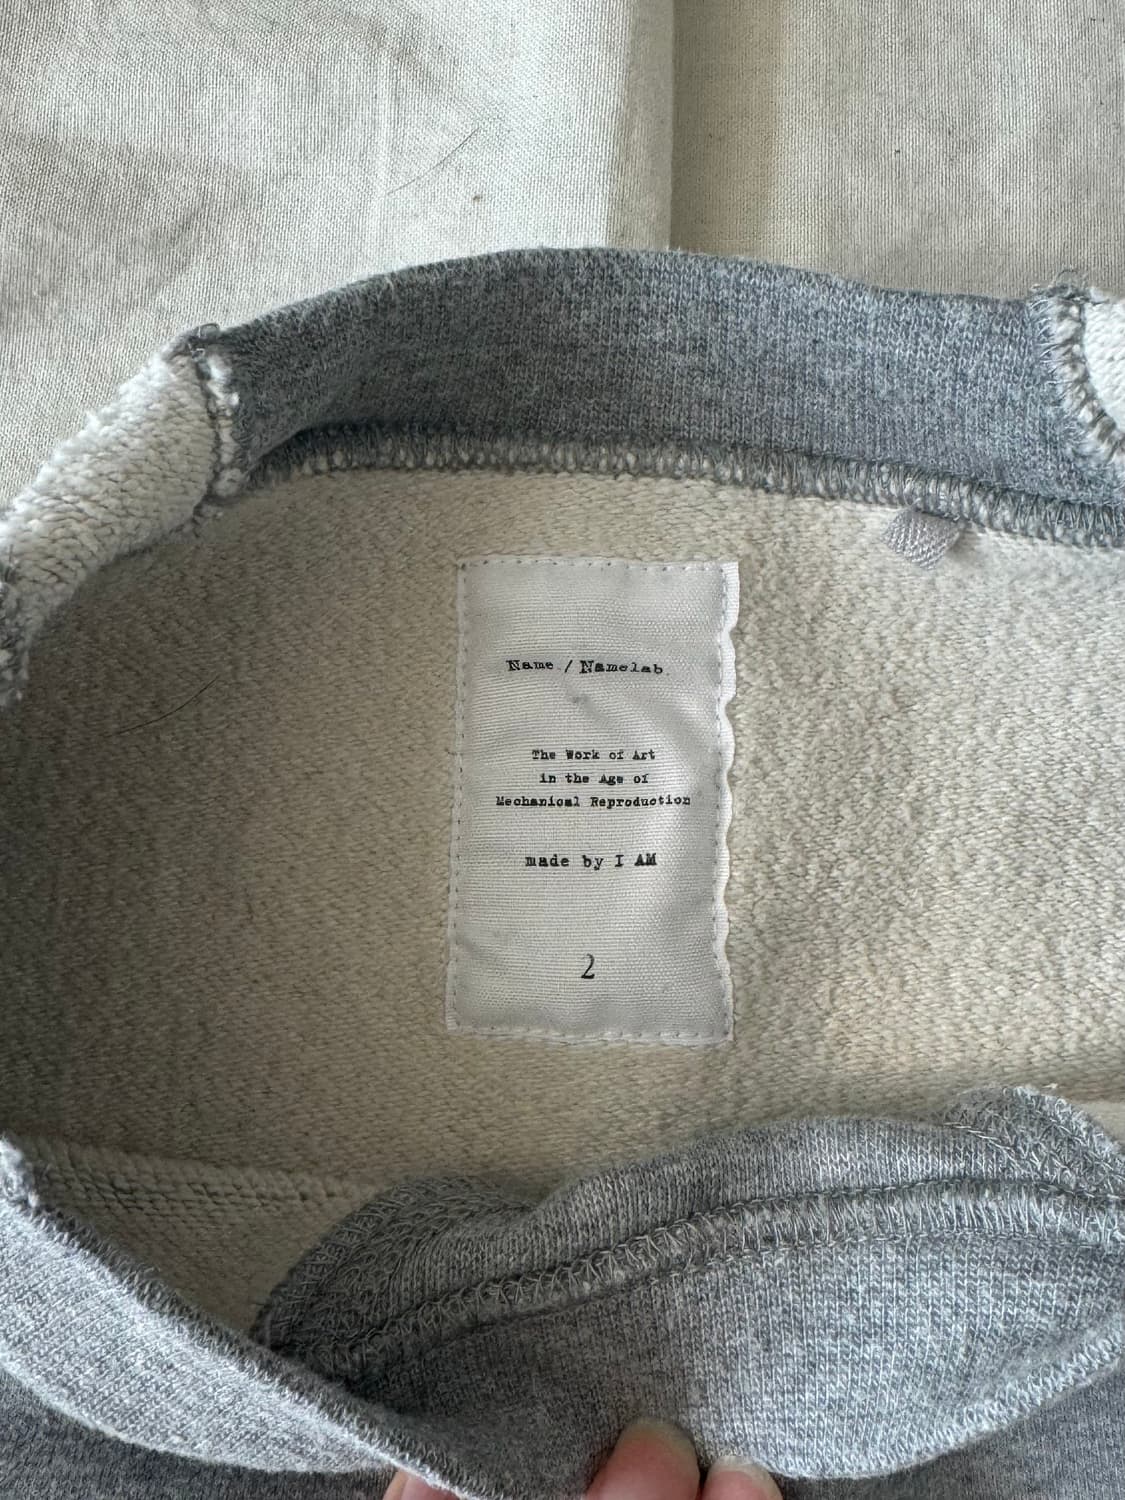 Name / Namelab.
The Work of Art
in the Age of
Mechanical Reproduction
made by I AM
2